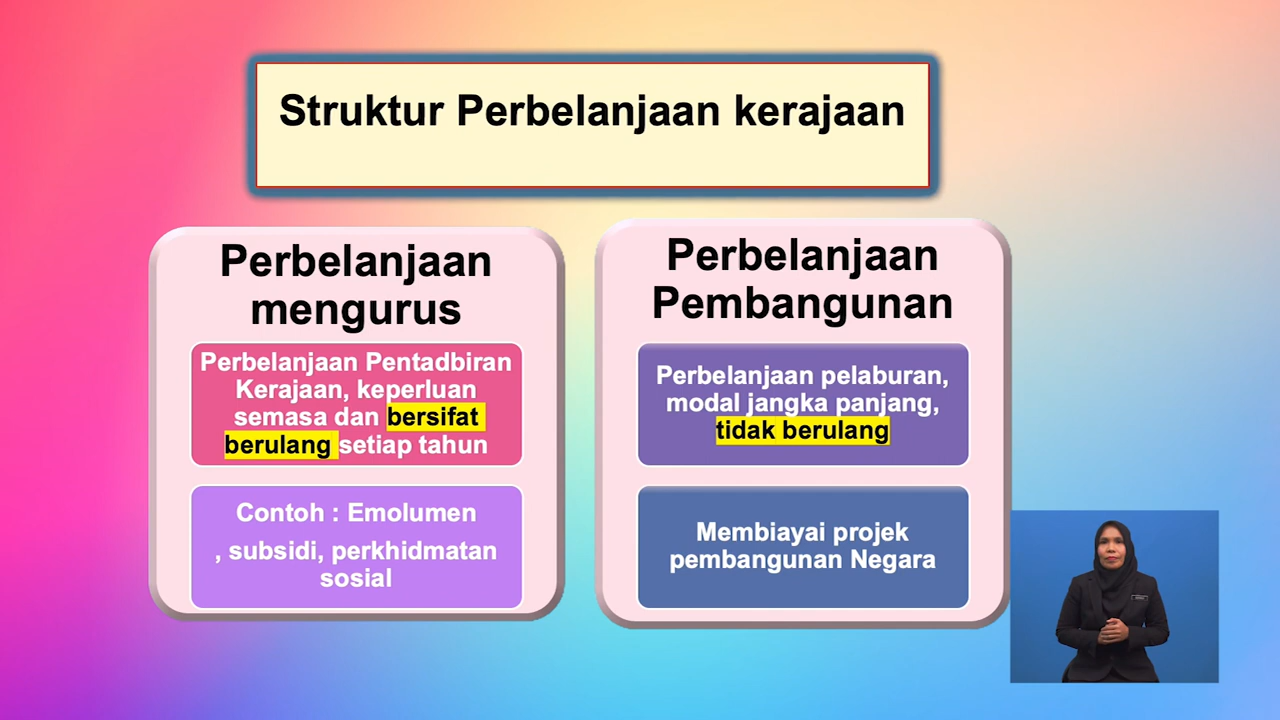 Struktur Perbelanjaan kerajaan
Perbelanjaan
mengurus
Perbelanjaan Pentadbiran
Kerajaan, keperluan
semasa dan bersifat
berulang setiap tahun
Contoh : Emolumen
, subsidi, perkhidmatan
sosial
Perbelanjaan
Pembangunan
Perbelanjaan pelaburan,
modal jangka panjang,
tidak berulang
Membiayai projek
pembangunan Negara